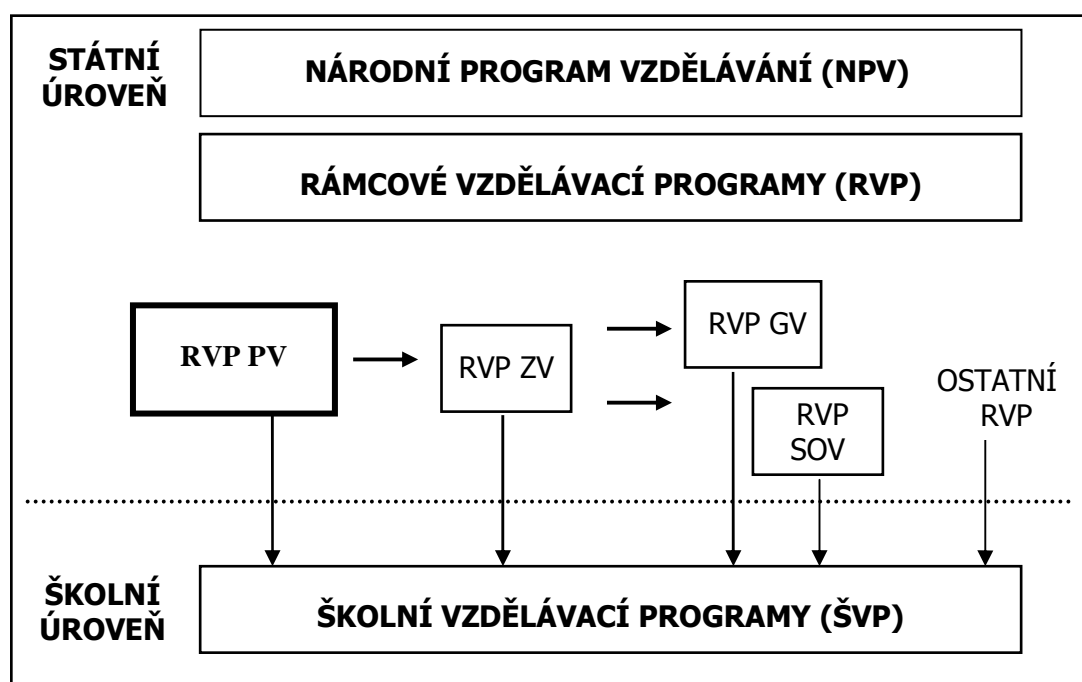 STÁTNÍ
ÚROVEŇ
NÁRODNÍ PROGRAM VZDĚLÁVÁNÍ (NPV)
RÁMCOVÉ VZDĚLÁVACÍ PROGRAMY (RVP)
RVP PV
RVP ZV
RVP GV
RVP
SOV
OSTATNÍ
RVP
ŠKOLNÍ
ÚROVEŇ
ŠKOLNÍ VZDĚLÁVACÍ PROGRAMY (ŠVP)